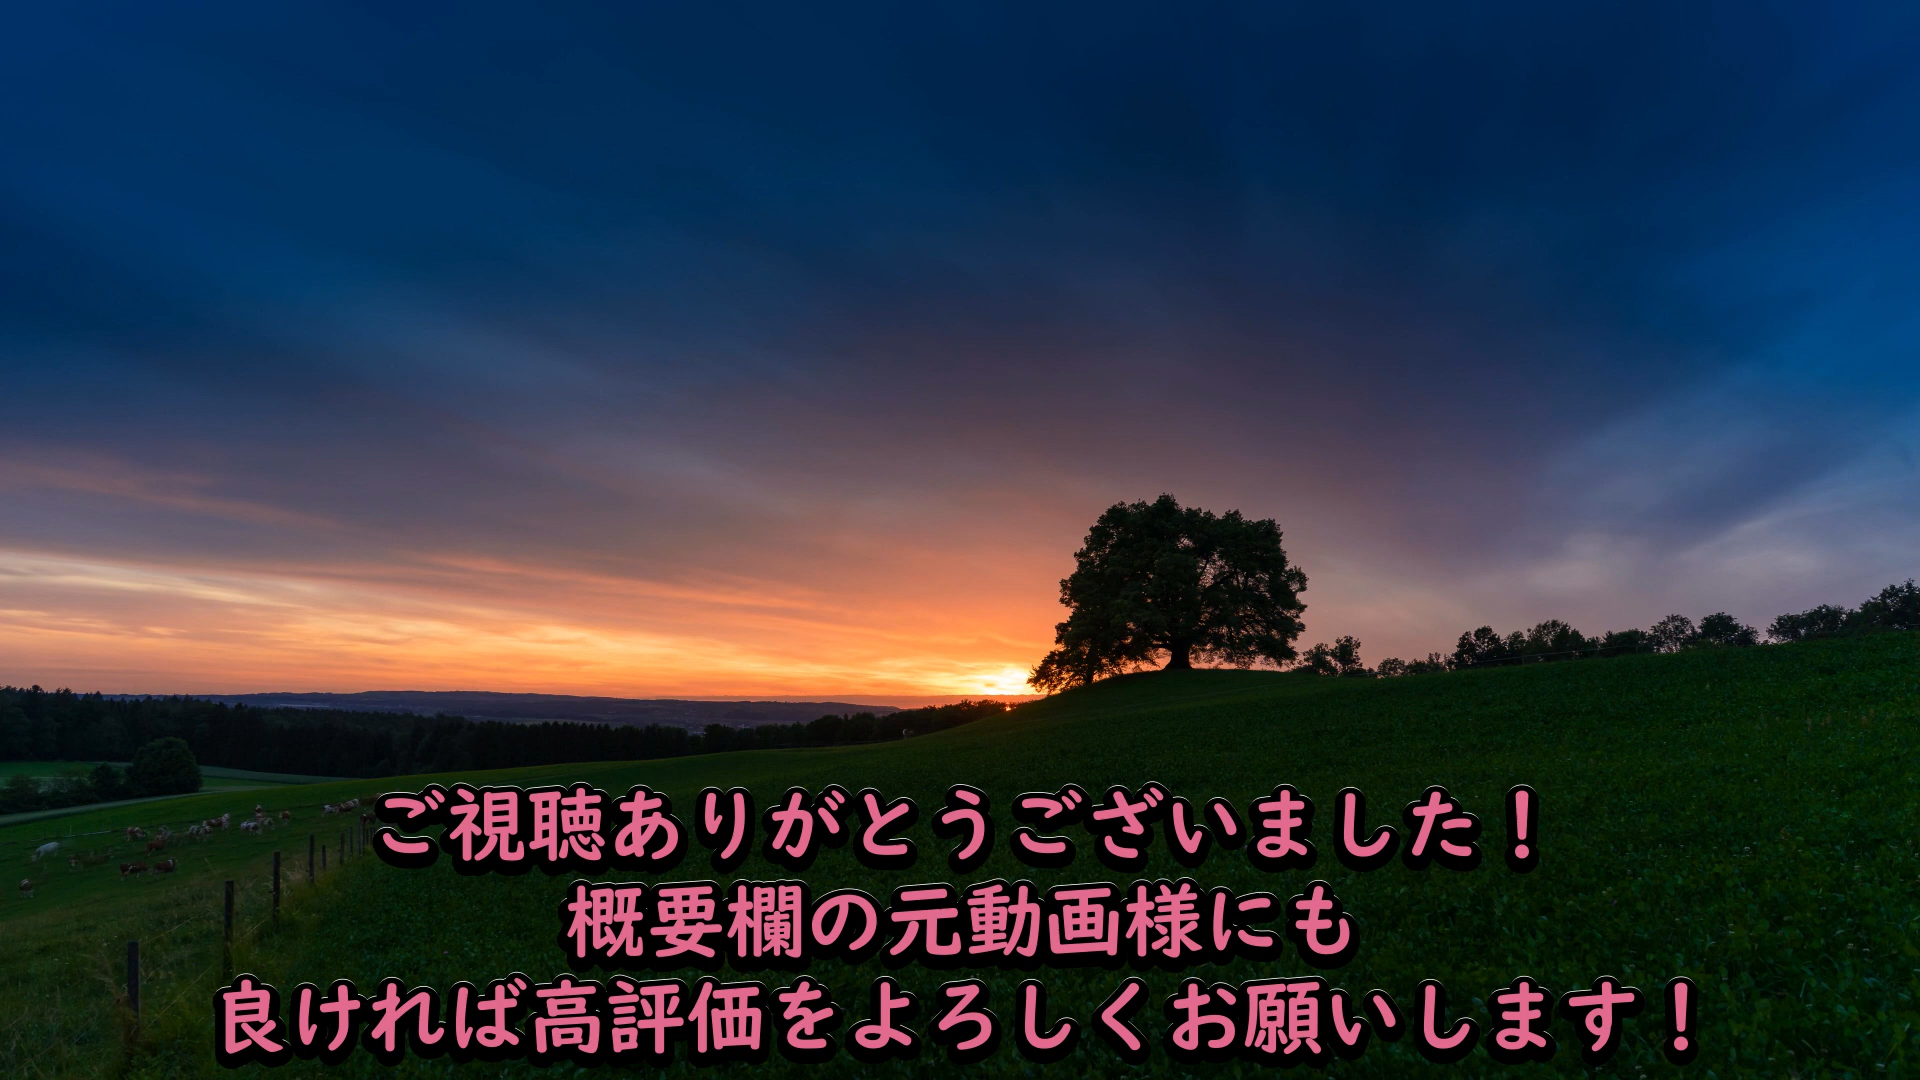 ご視聴ありがとうございました！
概要欄の元動画様にも
良ければ高評価をよろしくお願いします！